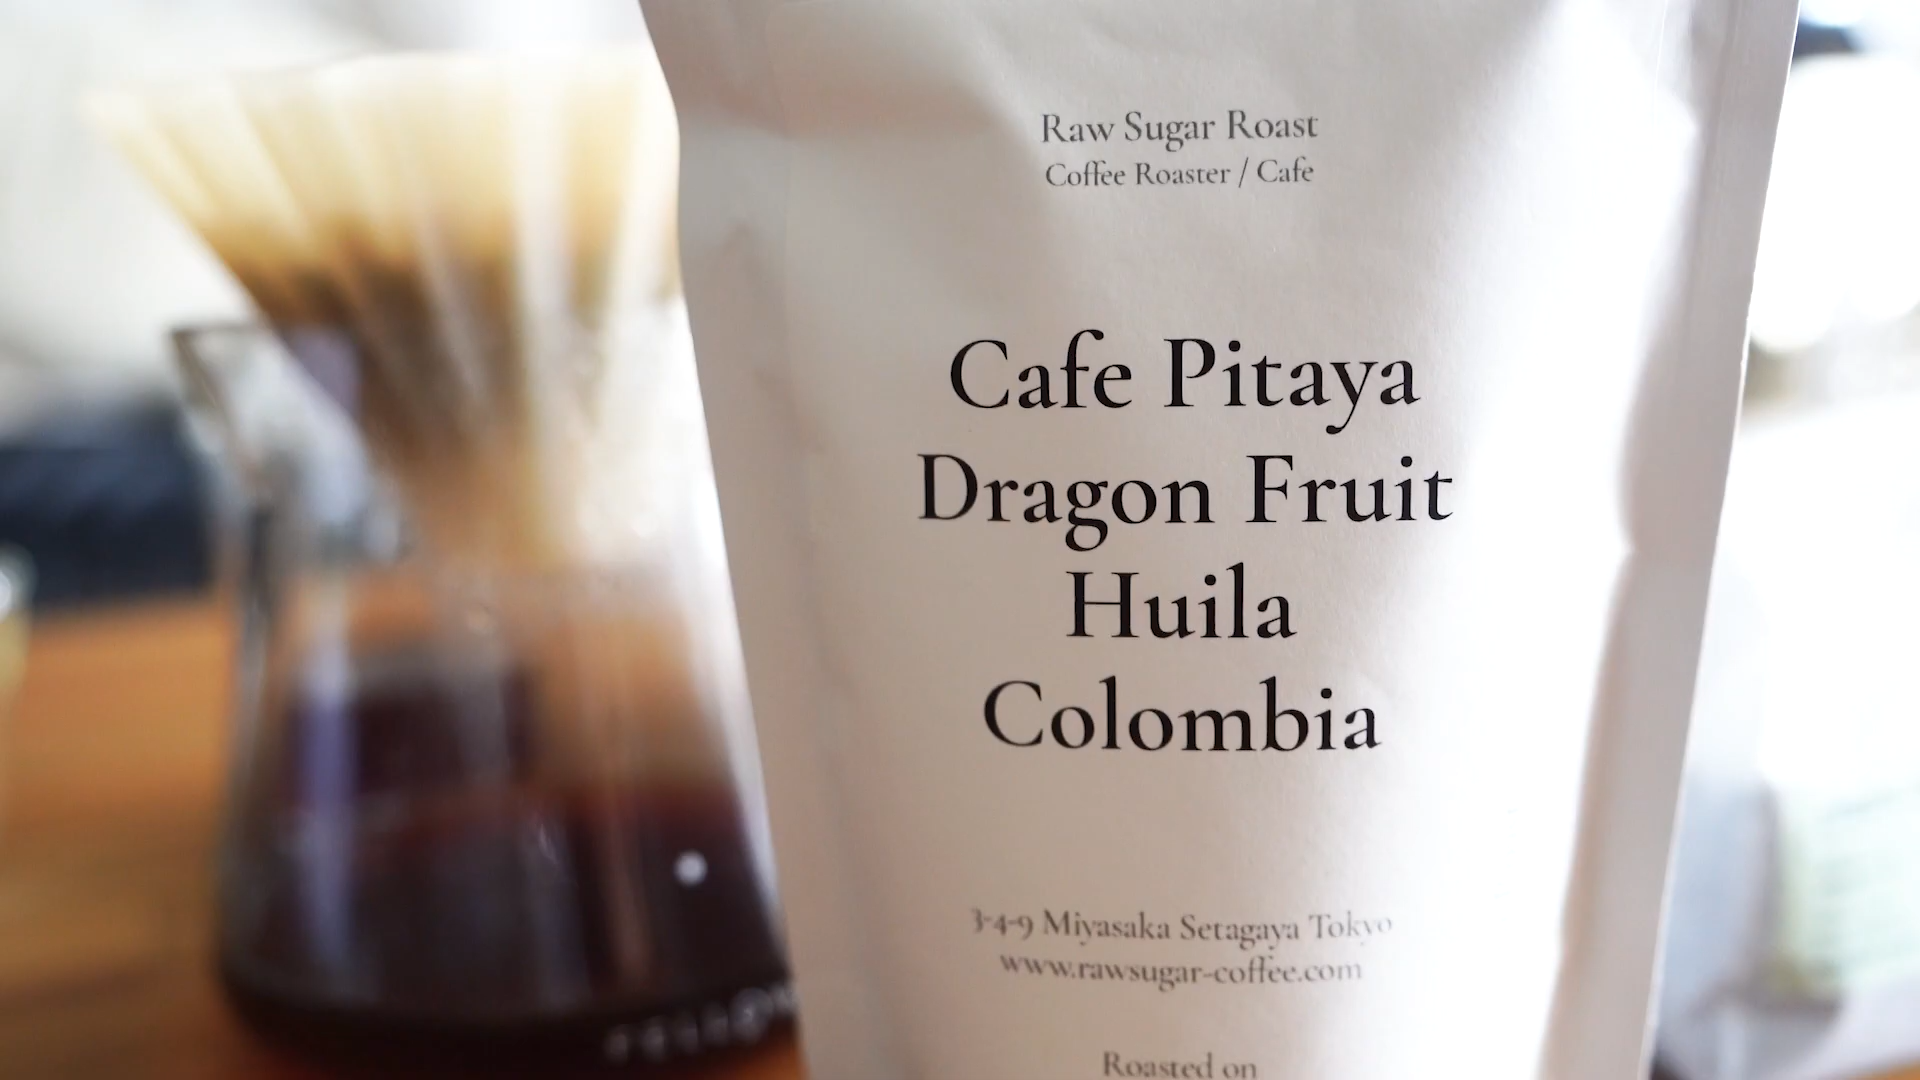 Raw Sugar Roast
Coffee Roaster / Cafe
Cafe Pitaya
Dragon Fruit
Huila
Colombia
3-4-9 Miyasaka Setagaya Tokyo
www.rawsugar-coffee.com
Roasted on